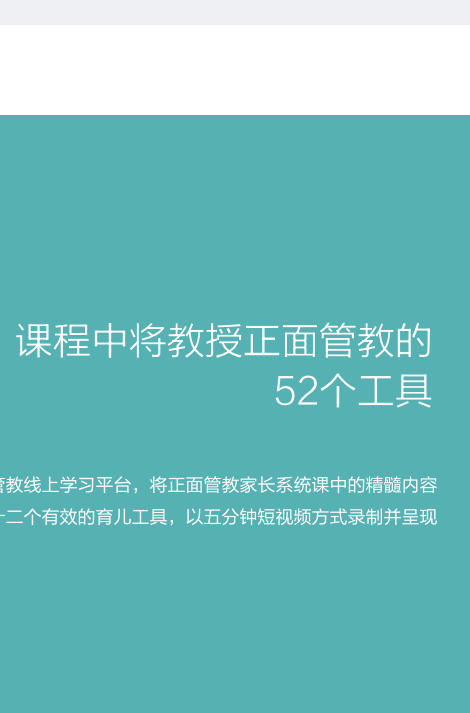 课程中将教授正面管教的
52个工具
管教线上学习平台，将正面管教家长系统课中的精髓内容
十二个有效的育儿工具，以五分钟短视频方式录制并呈现